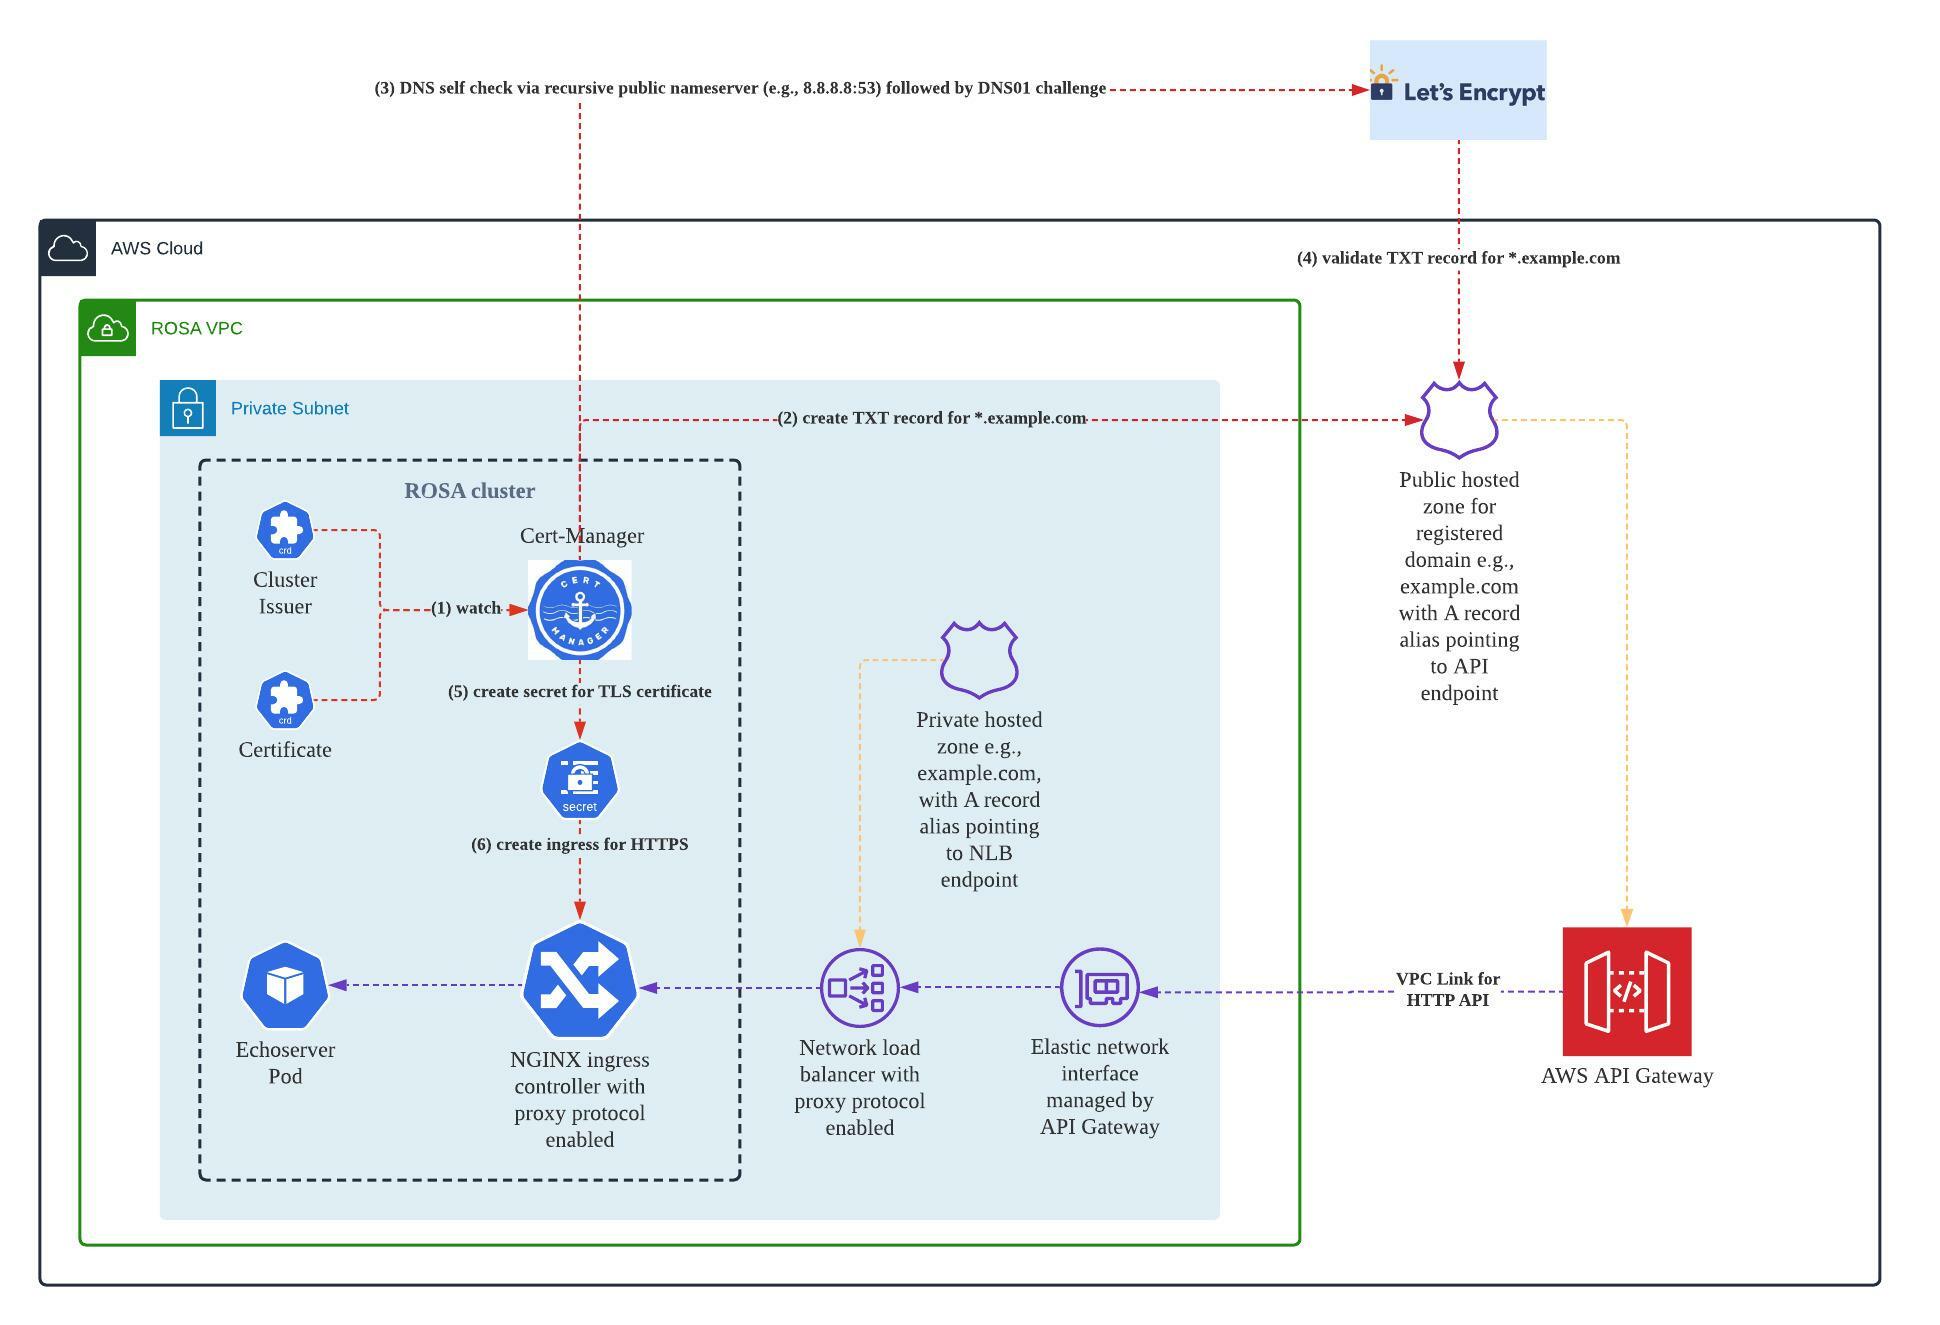 (3) DNS self check via recursive public nameserver (e.g., 8.8.8.8:53) followed by DNS01 challenge
Let's Encrypt
AWS Cloud
(4) validate TXT record for *.example.com
ROSA VPC
Private Subnet
(2) create TXT record for *.example.com
ROSA cluster
Public hosted
zone for
registered
domain e.g.,
example.com
with A record
alias pointing
to API
endpoint
crd
Cluster
Issuer
Cert-Manager
CERT
MANAGER
(1) watch
crd
Certificate
(5) create secret for TLS certificate
secret
(6) create ingress for HTTPS
Private hosted
zone e.g.,
example.com,
with A record
alias pointing
to NLB
endpoint
Echoserver
Pod
NGINX ingress
controller with
proxy protocol
enabled
Network load
balancer with
proxy protocol
enabled
Elastic network
interface
managed by
API Gateway
VPC Link for
HTTP API
</>
AWS API Gateway